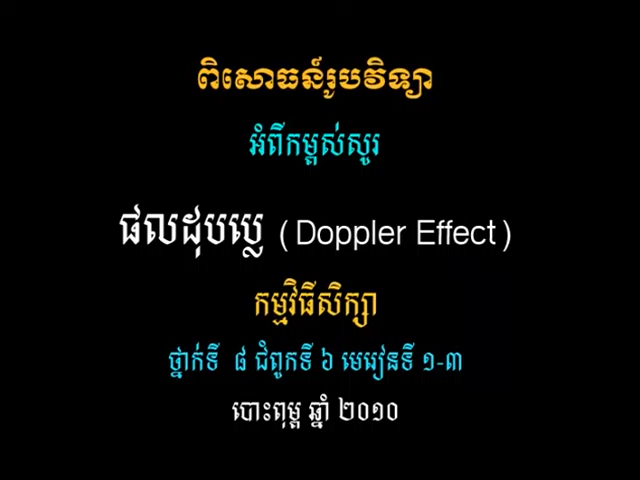 ពិសោធន៍រូបវិទ្យា
អំពីកម្ពស់សូរ
ផលដុបប្លេ (Doppler Effect)
កម្មវិធីសិក្សា
ថ្នាក់ទី ៨ ជំពូកទី ៦ មេរៀនទី ១-៣
បោះពុម្ព ឆ្នាំ ២០១០